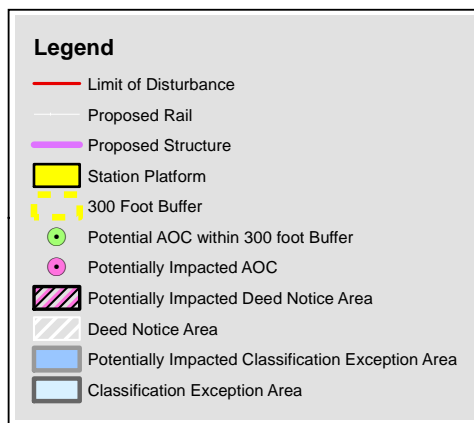 Legend
Limit of Disturbance
Proposed Rail
Proposed Structure
Station Platform
300 Foot Buffer
Potential AOC within 300 foot Buffer
Potentially Impacted AOC
Potentially Impacted Deed Notice Area
Deed Notice Area
Potentially Impacted Classification Exception Area
Classification Exception Area